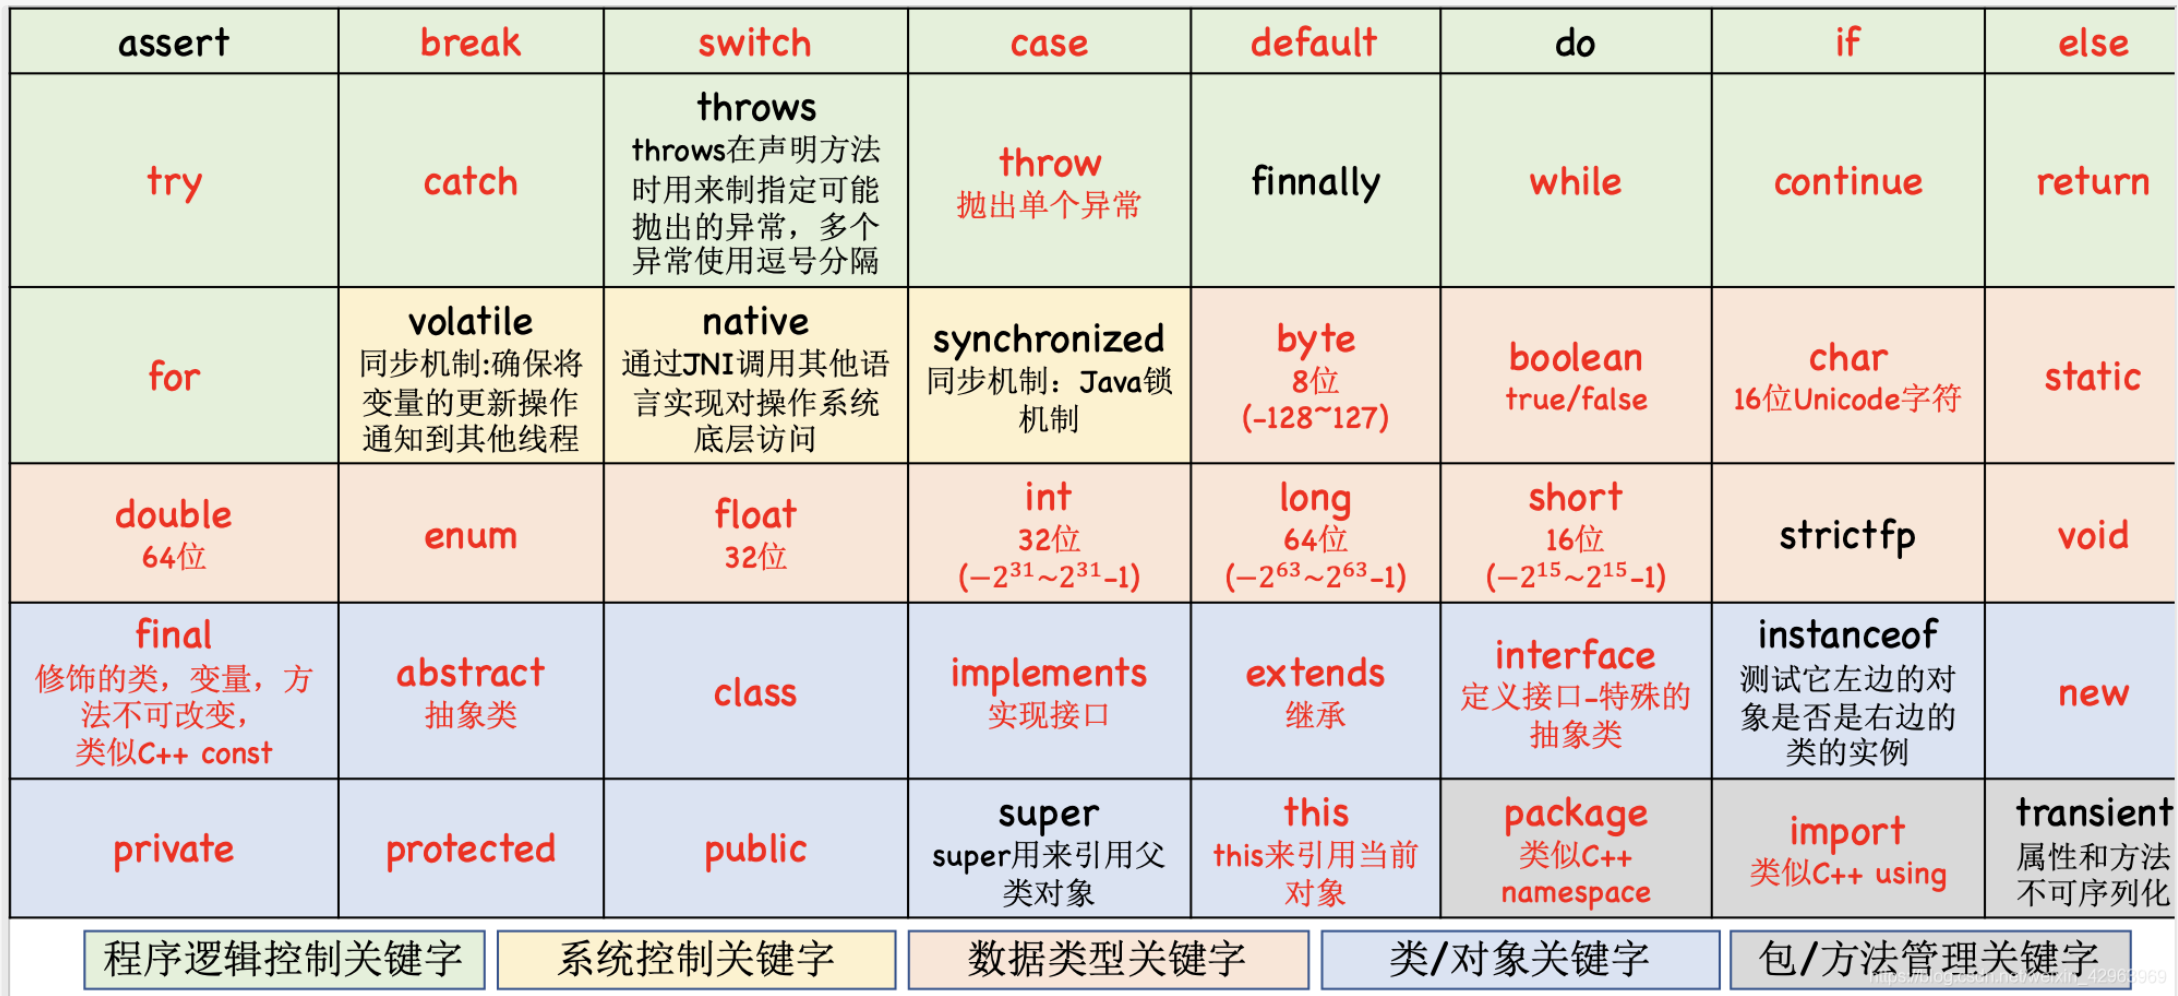 assert
break
switch
case
default
do
if
else
try
catch
throws
throws在声明方法
时用来制指定可能
抛出的异常，多个
异常使用逗号分隔
throw
抛出单个异常
finnally
while
continue
return
for
volatile
同步机制:确保将
变量的更新操作
通知到其他线程
native
通过JNI调用其他语
言实现对操作系统
底层访问
synchronized
同步机制：Java锁
机制
byte
8位
(-128~127)
boolean
true/false
char
16位Unicode字符
static
double
64位
enum
float
32位
int
32位
(−2³¹~2³¹-1)
long
64位
(−2⁶³~2⁶³-1)
short
16位
(−2¹⁵~2¹⁵-1)
strictfp
void
final
修饰的类，变量，方
法不可改变，
类似C++ const
abstract
抽象类
class
implements
实现接口
extends
继承
interface
定义接口-特殊的
抽象类
instanceof
测试它左边的对
象是否是右边的
类的实例
new
private
protected
public
super
super用来引用父
类对象
this
this来引用当前
对象
package
类似C++
namespace
import
类似C++ using
transient
属性和方法
不可序列化
程序逻辑控制关键字
系统控制关键字
数据类型关键字
类/对象关键字
包/方法管理关键字
https://blog.csdn.net/weixin_42963969